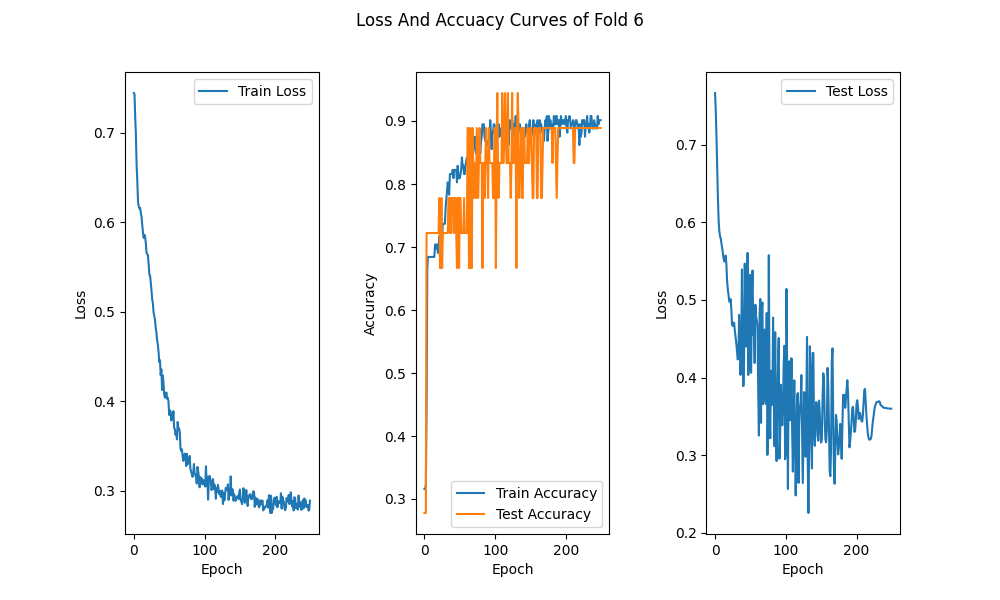 Loss And Accuacy Curves of Fold 6
Train Loss
0.7
0.6
0.5
0.4
0.3
Loss
0
100
200
Epoch
0.9
0.8
0.7
0.6
0.5
0.4
0.3
Accuracy
Train Accuracy
Test Accuracy
0
100
200
Epoch
Test Loss
0.7
0.6
0.5
0.4
0.3
0.2
Loss
0
100
200
Epoch